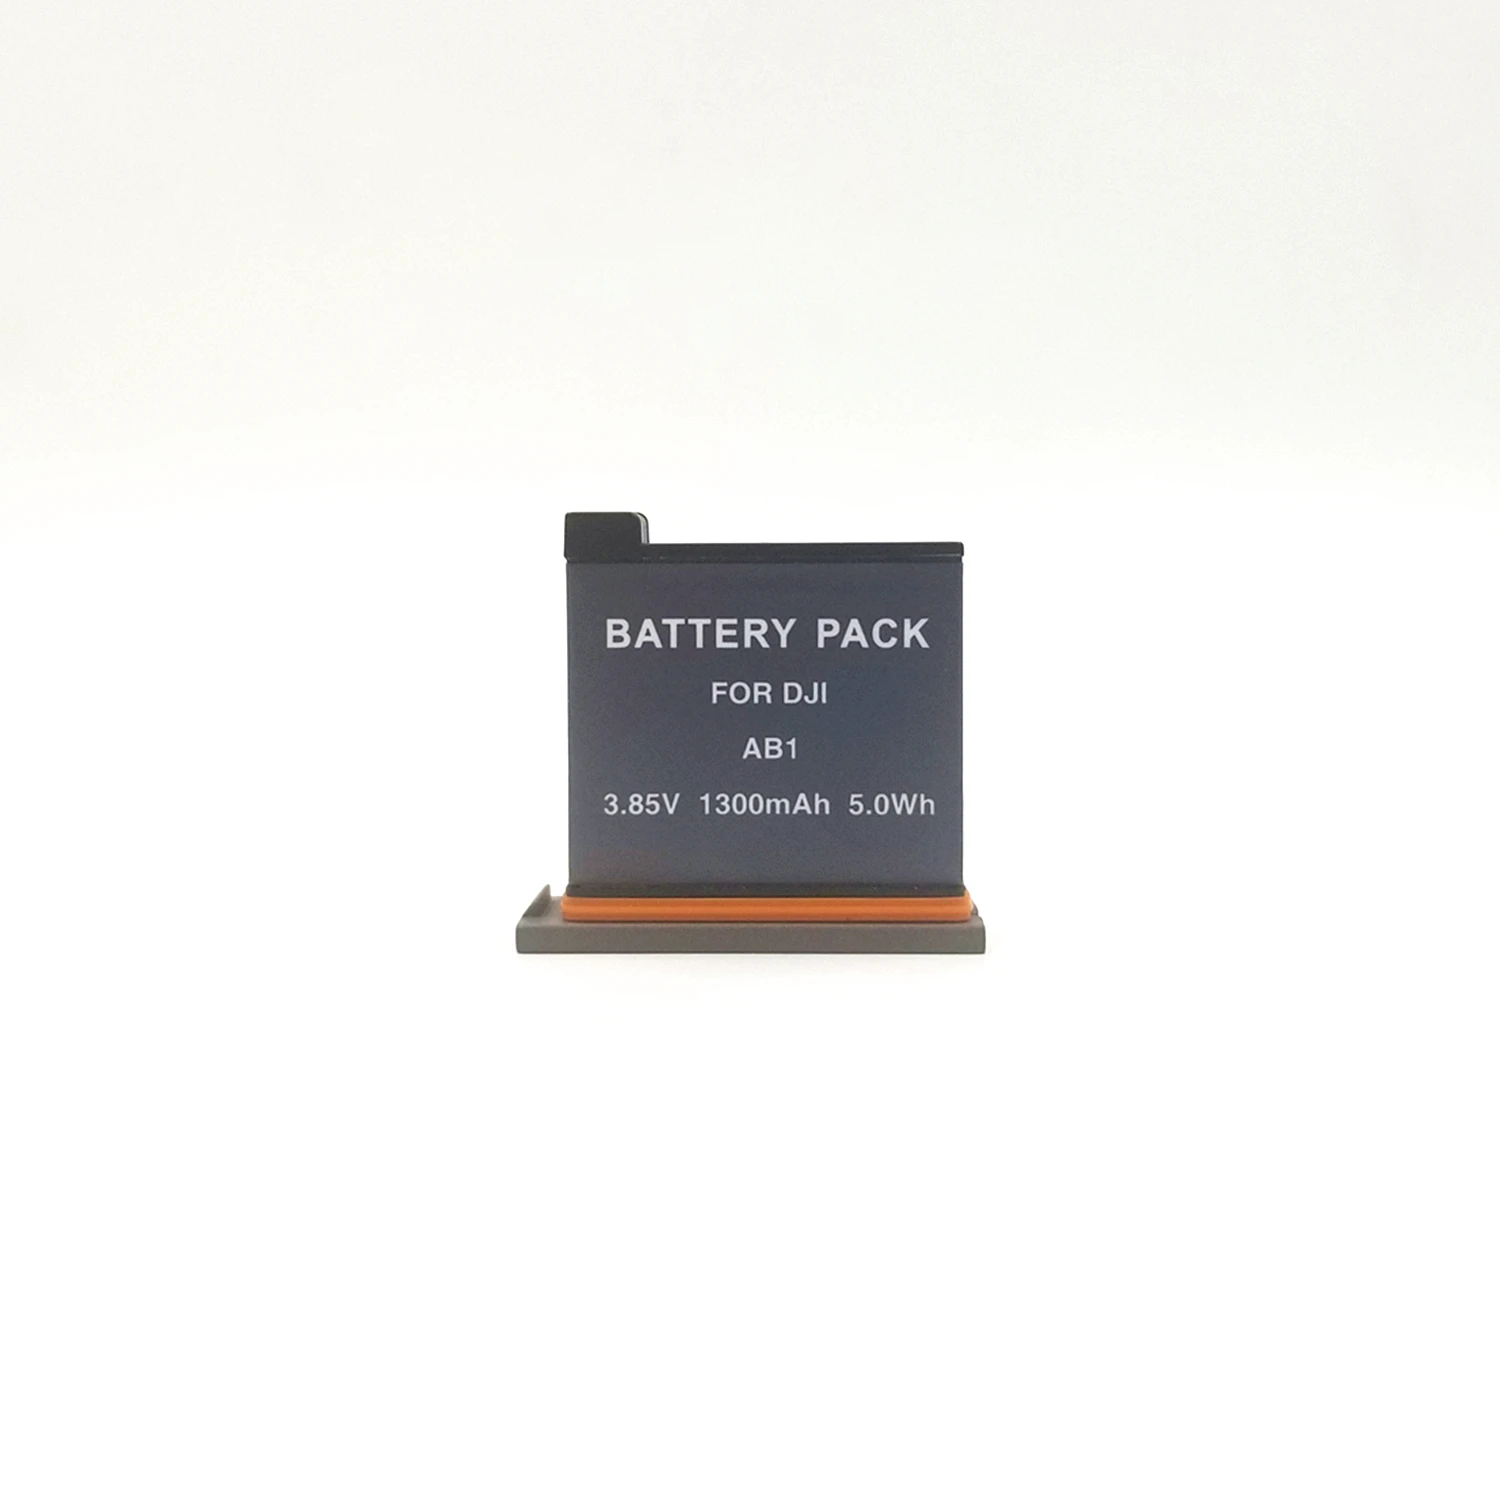 BATTERY PACK
FOR DJI
AB1
3.85V 1300mAh 5.0Wh